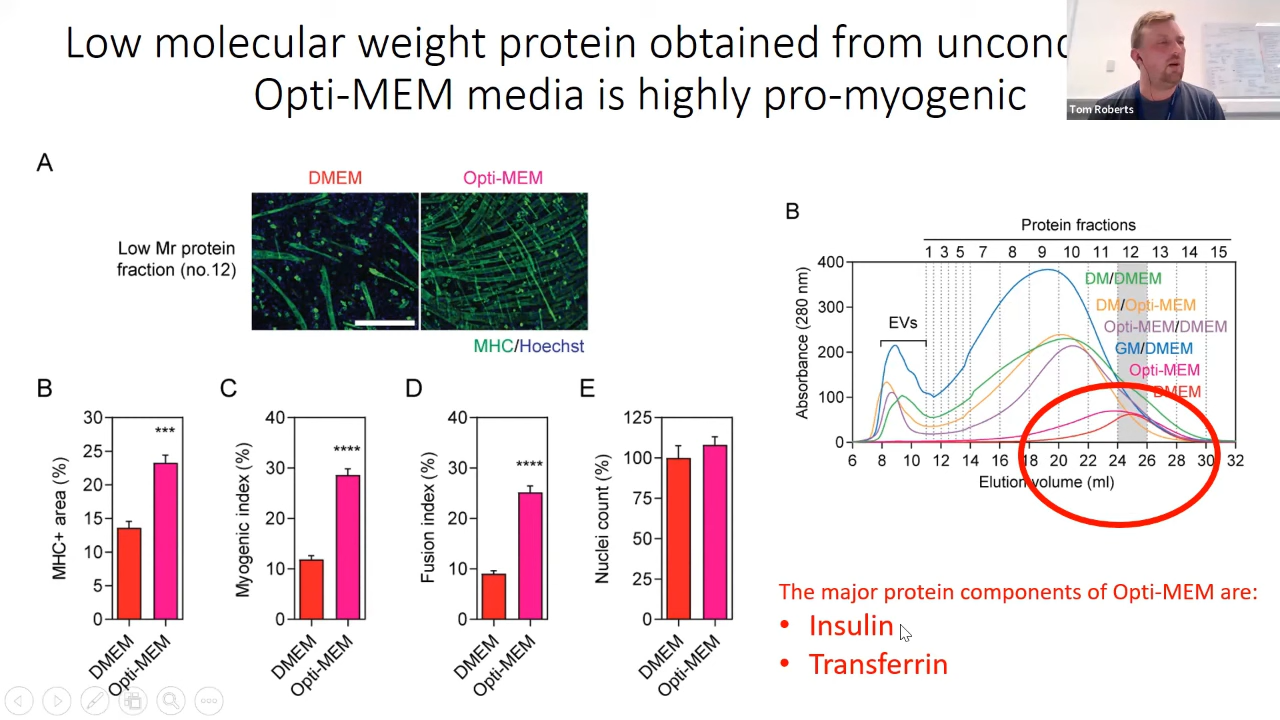 Low molecular weight protein obtained from uncond
Opti-MEM media is highly pro-myogenic
Tom Roberts
A
DMEM
Opti-MEM
Low Mr protein
fraction (no.12)
MHC/Hoechst
B
MHC+ area (%)
30
25
20
15
10
5
0
***
DMEM
Opti-MEM
C
Myogenic index (%)
40
30
20
10
0
****
DMEM
Opti-MEM
D
Fusion index (%)
40
30
20
10
0
****
DMEM
Opti-MEM
E
Nuclei count (%)
125
100
75
50
25
0
DMEM
Opti-MEM
B
Protein fractions
1 3 5 7 8 9 10 11 12 13 14 15
Absorbance (280 nm)
400
300
200
100
0
EVs
DM/DMEM
DM/Opti-MEM
Opti-MEM/DMEM
GM/DMEM
Opti-MEM
DMEM
6 8 10 12 14 16 18 20 22 24 26 28 30 32
Elution volume (ml)
The major protein components of Opti-MEM are:
• Insulin
• Transferrin